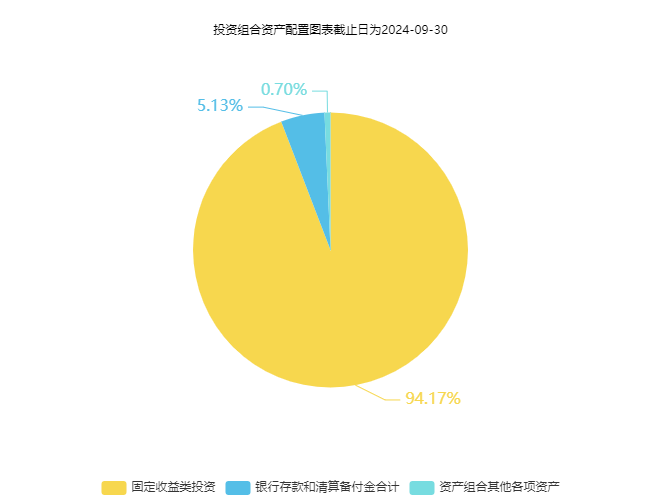 投资组合资产配置图表截止日为2024-09-30
0.70%
5.13%
94.17%
固定收益类投资 银行存款和清算备付金合计 资产组合其他各项资产